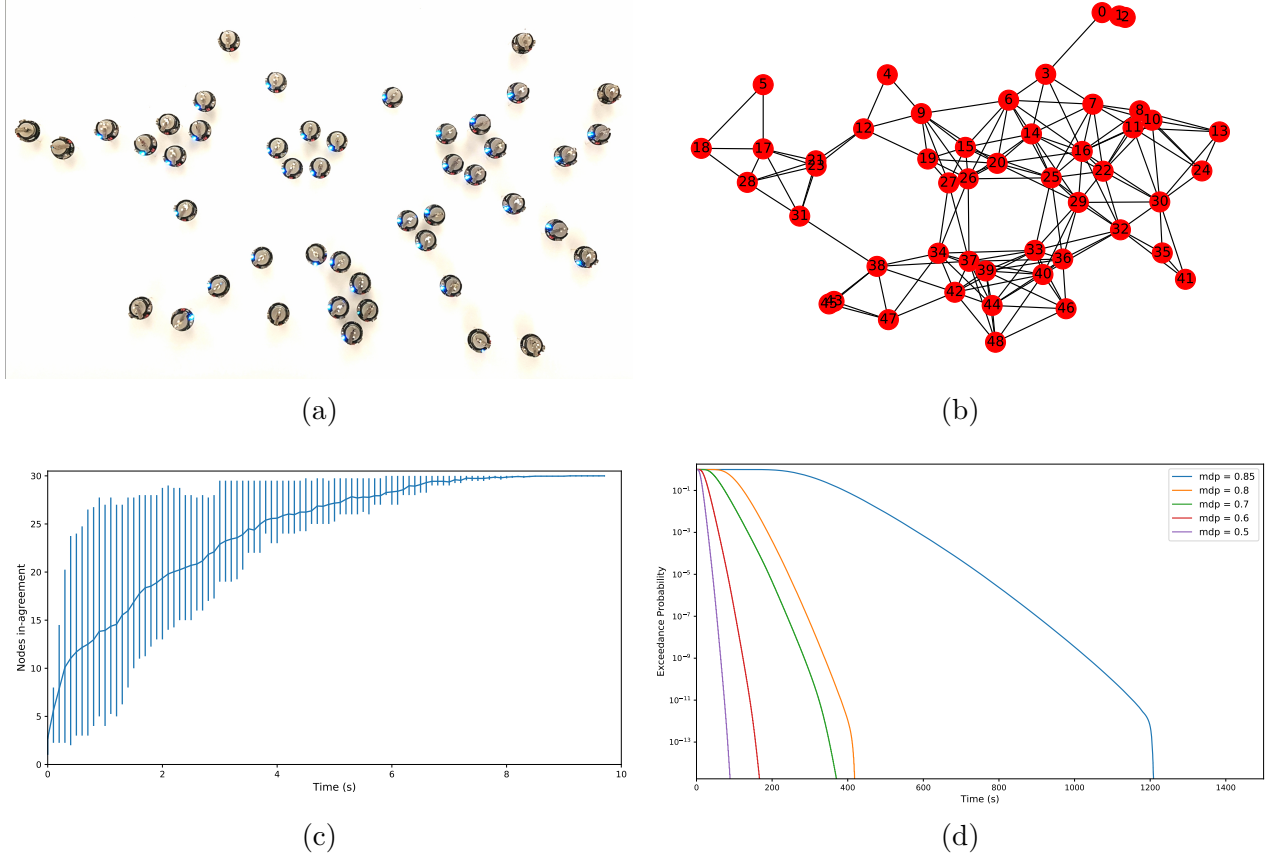 0 1 2
3
4 5 6 7
8 9 10 11 12 13
14 15 16 17 18
19 20 21 22 23 24
25 26 27 28 29 30
31 32
33 34 35 36 37 38 39 40 41
42 43 44 45 46 47 48
(a)
(b)
30
25
20
15
10
5
0
Nodes in-agreement
0 2 4 6 8 10
Time (s)
10⁻¹
10⁻³
10⁻⁵
10⁻⁷
10⁻⁹
10⁻¹¹
10⁻¹³
Exceedance Probability
mdp = 0.85
mdp = 0.8
mdp = 0.7
mdp = 0.6
mdp = 0.5
0 200 400 600 800 1000 1200 1400
Time (s)
(c)
(d)